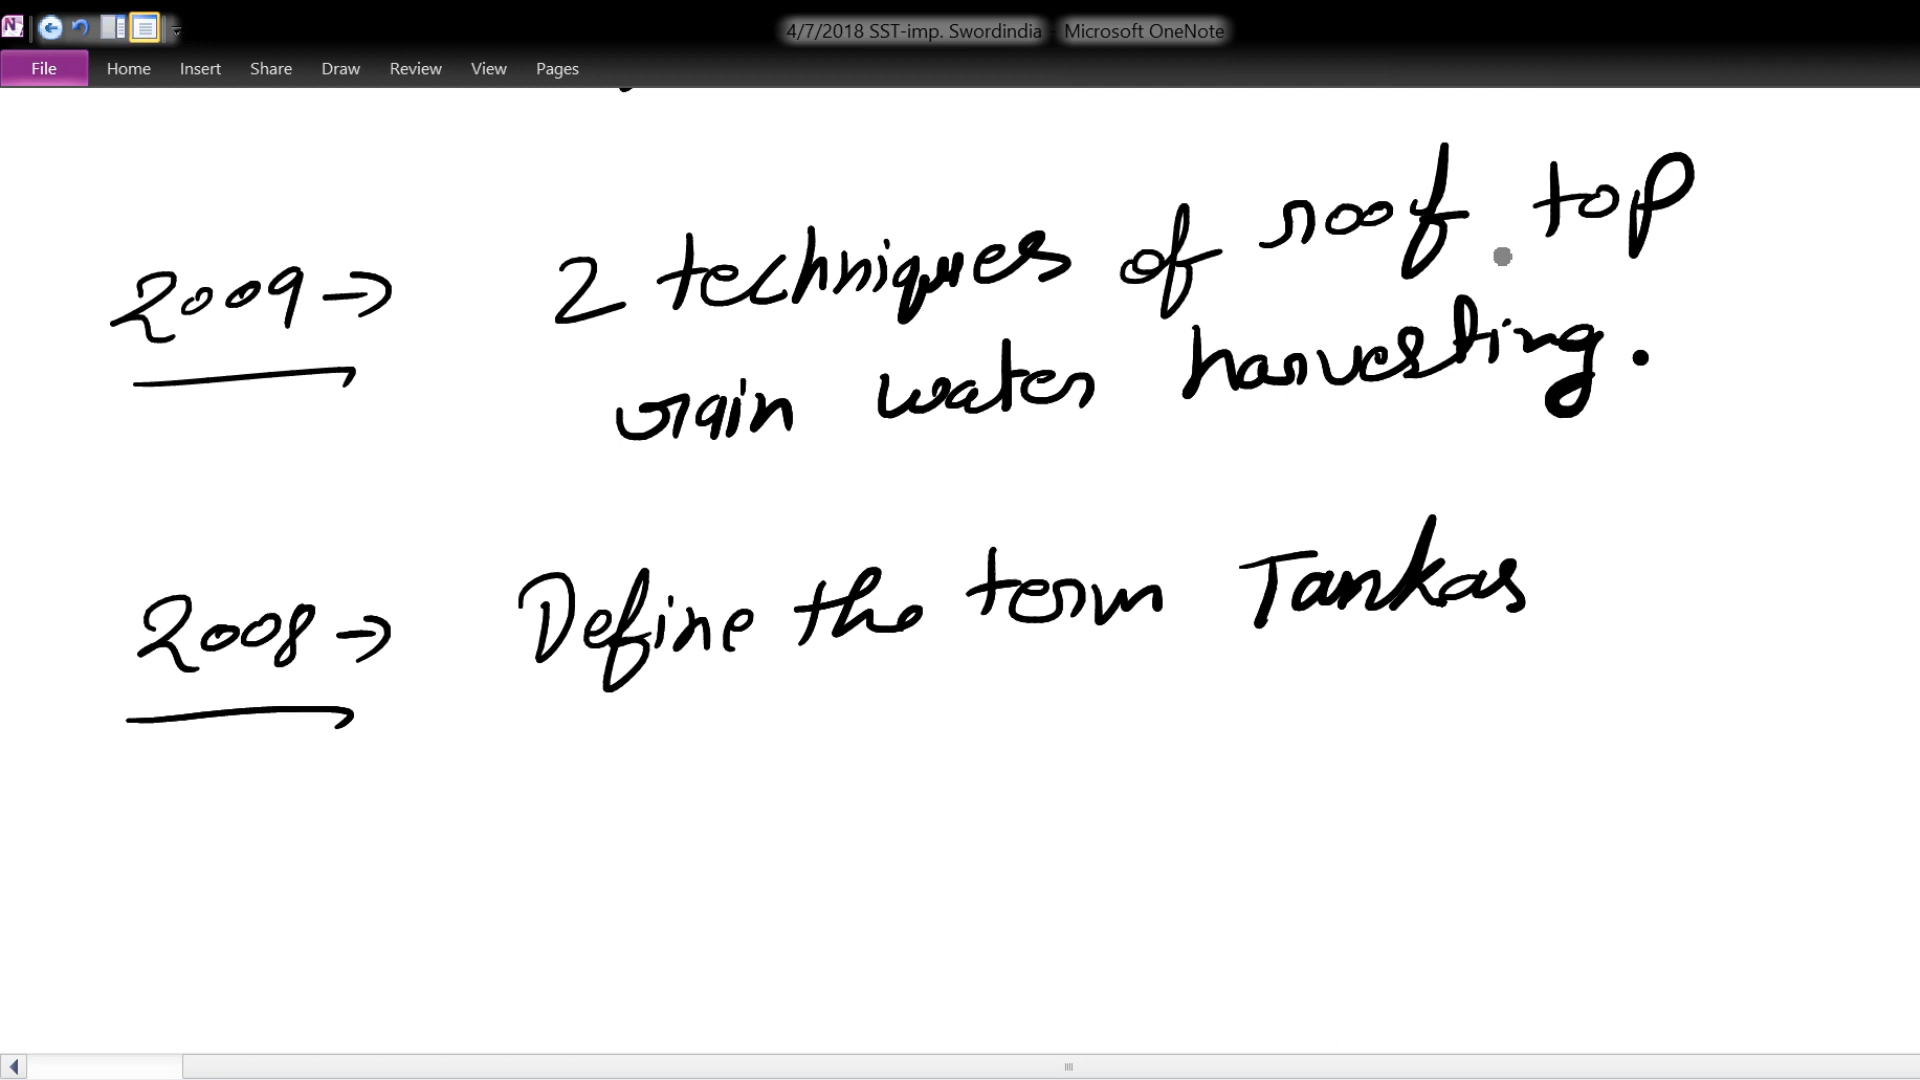 4/7/2018 SST-imp. Swordindia - Microsoft OneNote
File Home Insert Share Draw Review View Pages
2009 → 2 techniques of roof top
rain water harvesting.
2008 → Define the term Tankas